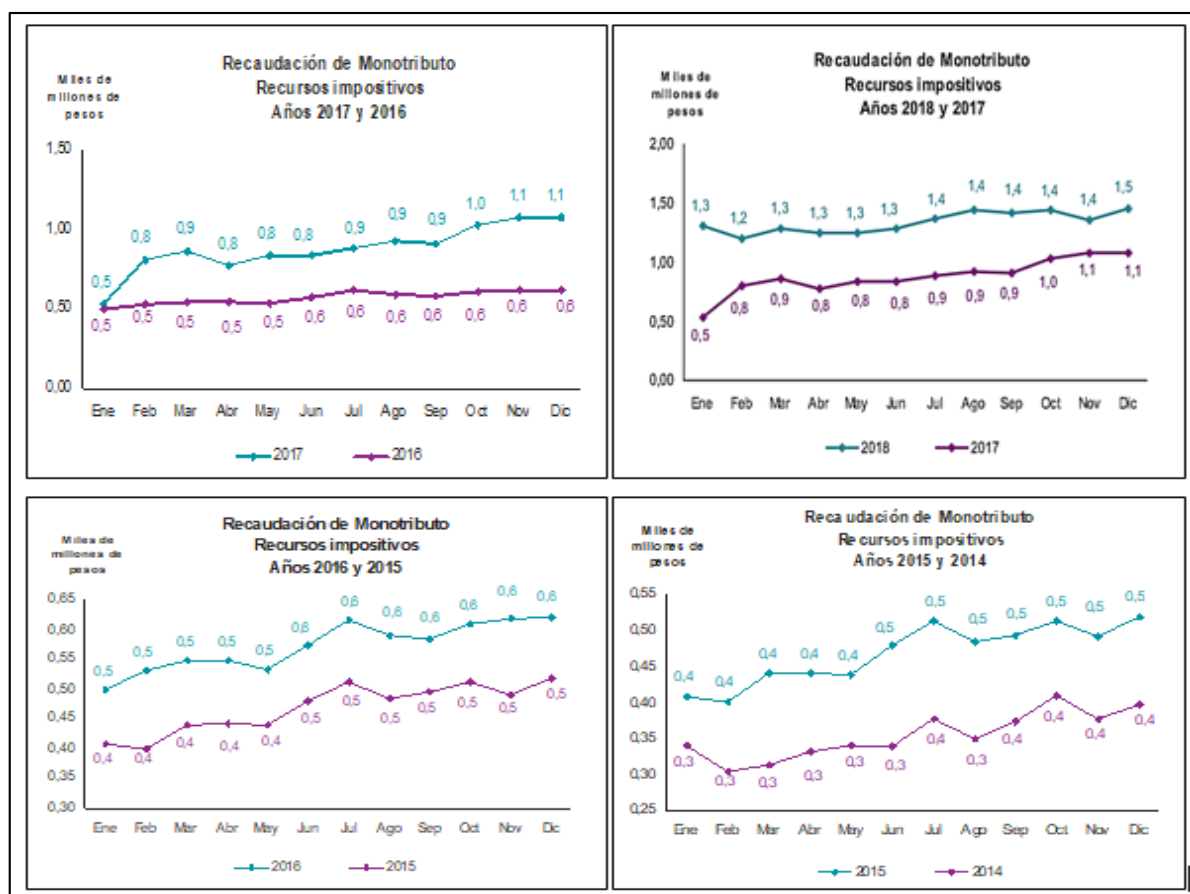 Recaudación de Monotributo
Recursos impositivos
Años 2017 y 2016
Miles de
millones de
pesos
1,50
1,00
0,50
0,00
0,5 0,8 0,9 0,8 0,8 0,8 0,9 0,9 0,9 1,0 1,1 1,1
0,5 0,5 0,5 0,5 0,5 0,6 0,6 0,6 0,6 0,6 0,6 0,6
Ene Feb Mar Abr May Jun Jul Ago Sep Oct Nov Dic
2017 2016
Recaudación de Monotributo
Recursos impositivos
Años 2018 y 2017
Miles de
millones de
pesos
2,00
1,50
1,00
0,50
0,00
1,3 1,2 1,3 1,3 1,3 1,3 1,4 1,4 1,4 1,4 1,4 1,5
0,5 0,8 0,9 0,8 0,8 0,8 0,9 0,9 0,9 1,0 1,1 1,1
Ene Feb Mar Abr May Jun Jul Ago Sep Oct Nov Dic
2018 2017
Recaudación de Monotributo
Recursos impositivos
Años 2016 y 2015
Miles de
millones de
pesos
0,65
0,60
0,55
0,50
0,45
0,40
0,35
0,30
0,5 0,5 0,5 0,5 0,5 0,6 0,6 0,6 0,6 0,6 0,6 0,6
0,4 0,4 0,4 0,4 0,4 0,5 0,5 0,5 0,5 0,5 0,5 0,5
Ene Feb Mar Abr May Jun Jul Ago Sep Oct Nov Dic
2016 2015
Recaudación de Monotributo
Recursos impositivos
Años 2015 y 2014
Miles de
millones de
pesos
0,55
0,50
0,45
0,40
0,35
0,30
0,25
0,4 0,4 0,4 0,4 0,4 0,5 0,5 0,5 0,5 0,5 0,5 0,5
0,3 0,3 0,3 0,3 0,3 0,3 0,4 0,3 0,4 0,4 0,4 0,4
Ene Feb Mar Abr May Jun Jul Ago Sep Oct Nov Dic
2015 2014